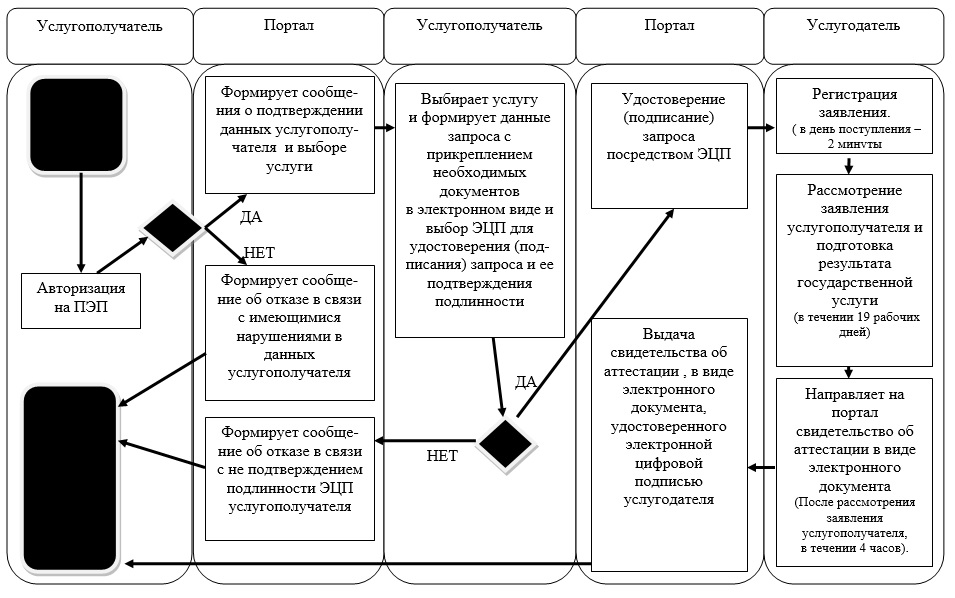 Услугополучатель
Портал
Услугополучатель
Портал
Услугодатель
Авторизация
на ПЭП
ДА
НЕТ
Формирует сообще-
ния о подтверждении
данных услугополу-
чателя и выборе
услуги
Формирует сообще-
ние об отказе в связи
с имеющимися
нарушениями в
данных
услугополучателя
Формирует сообще-
ние об отказе в связи
с не подтверждением
подлинности ЭЦП
услугополучателя
Выбирает услугу
и формирует данные
запроса с
прикреплением
необходимых
документов
в электронном виде и
выбор ЭЦП для
удостоверения (под-
писания) запроса и ее
подтверждения
подлинности
ДА
НЕТ
Удостоверение
(подписание)
запроса
посредством ЭЦП
Выдача
свидетельства об
аттестации , в виде
электронного
документа,
удостоверенного
электронной
цифровой
подписью
услугодателя
Регистрация
заявления.
( в день поступления –
2 минуты
Рассмотрение
заявления
услугополучателя и
подготовка
результата
государственной
услуги
(в течении 19 рабочих
дней)
Направляет на
портал
свидетельство об
аттестации в виде
электронного
документа
(После рассмотрения
заявления
услугополучателя,
в течении 4 часов).